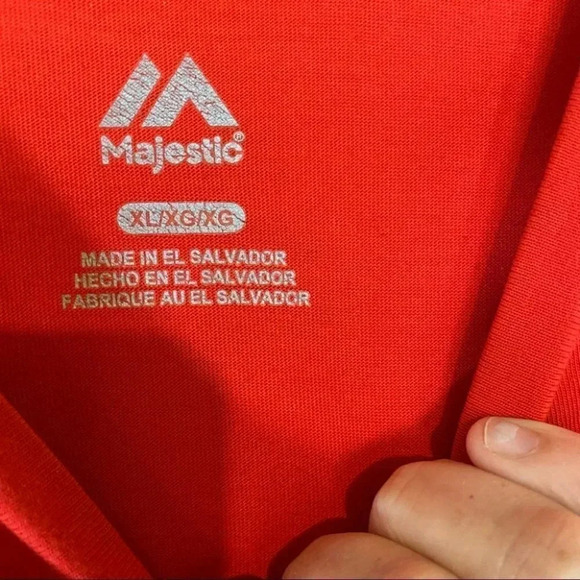 Majestic®
XL/XG/XG
MADE IN EL SALVADOR
HECHO EN EL SALVADOR
FABRIQUE AU EL SALVADOR